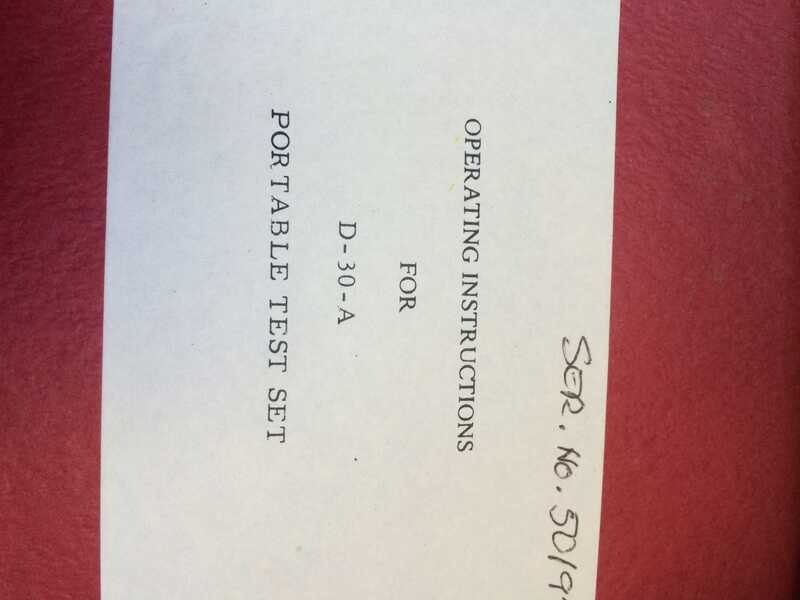 SER. No. 5019
OPERATING INSTRUCTIONS
FOR
D-30-A
PORTABLE TEST SET